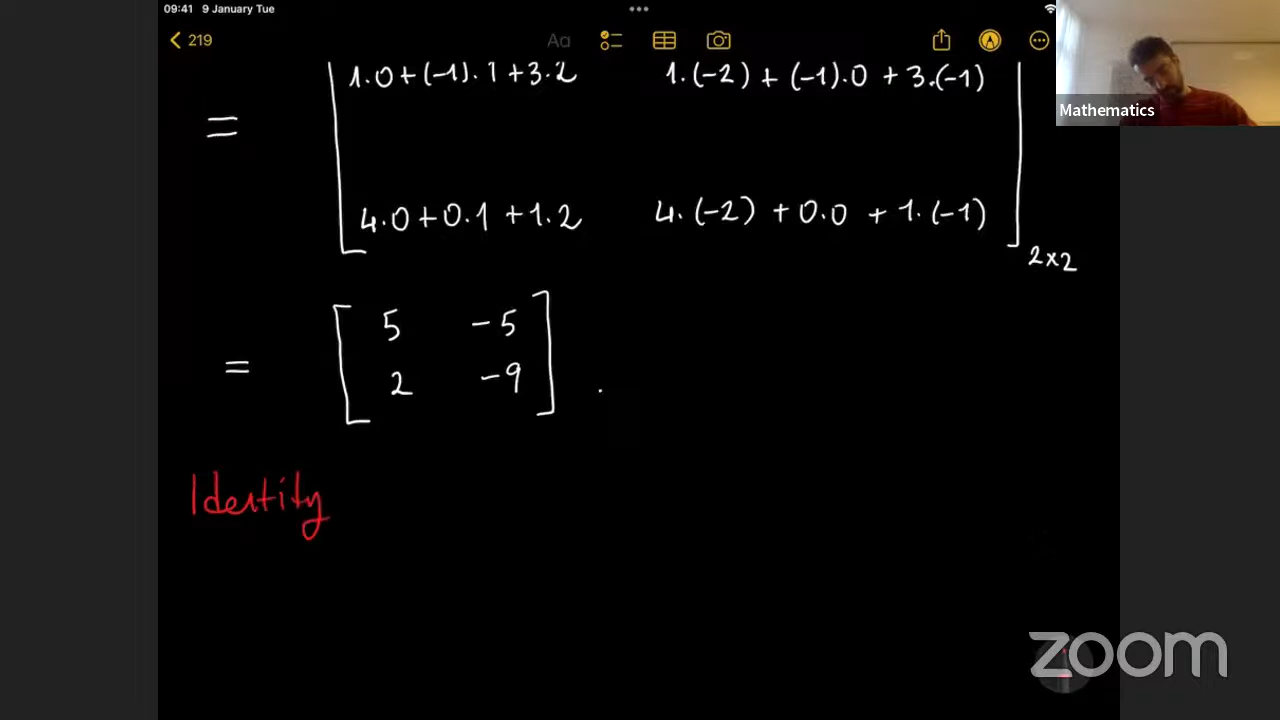 09:41 9 January Tue
219
Aa
Mathematics
1.0+(-1).1+3.2 1.(-2) + (-1).0 + 3.(-1)
=
4.0+0.1+1.2 4.(-2) + 0.0 + 1.(-1)
2x2
5 -5
=
2 -9 .
Identity
zoom